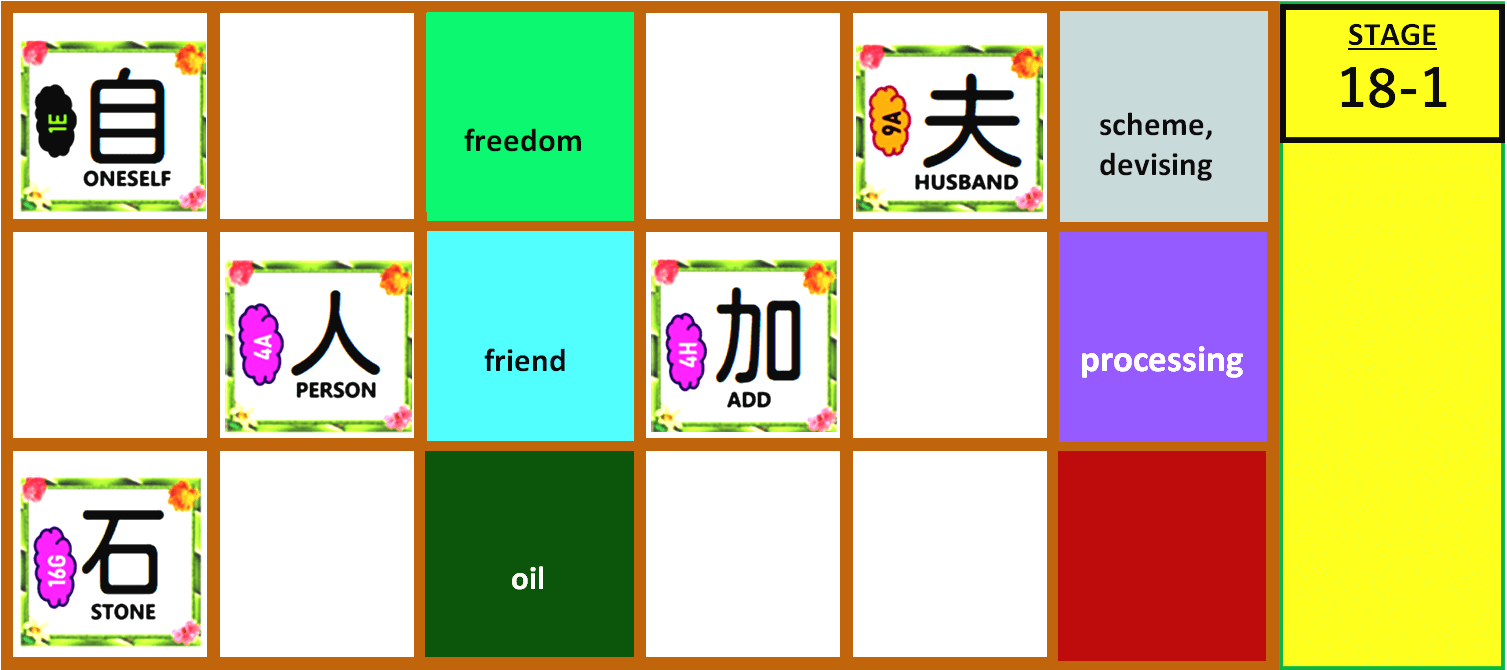 1E
自
ONESELF
freedom
9A
夫
HUSBAND
scheme,
devising
STAGE
18-1
4A
人
PERSON
friend
4H
加
ADD
processing
16G
石
STONE
oil